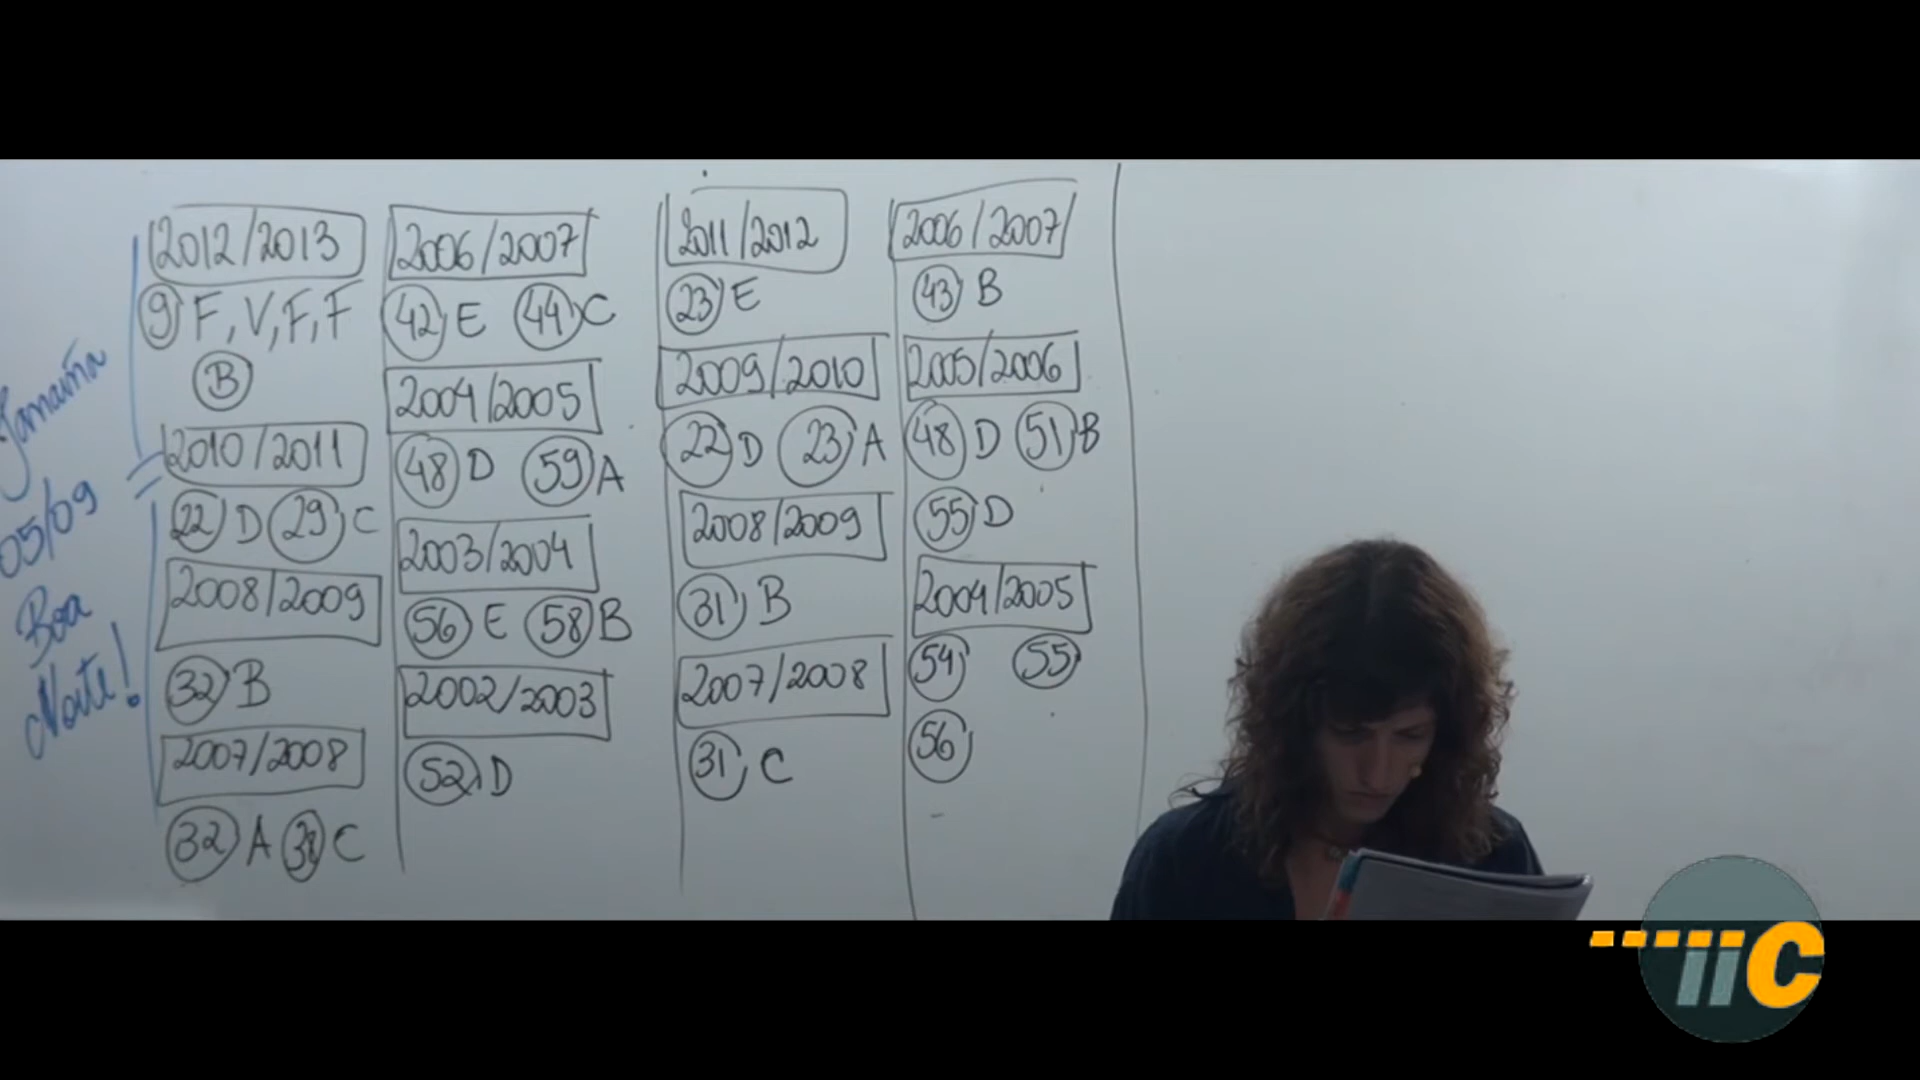 Janaína
05/09
Boa
Noite!
2012/2013
9 F, V, F, F
B
2010/2011
22 D 29 C
2008/2009
32 B
2007/2008
32 A 38 C
2006/2007
42 E 44 C
2004/2005
48 D 59 A
2003/2004
56 E 58 B
2002/2003
52 D
2011/2012
23 E
2009/2010
22 D 23 A
2008/2009
31 B
2007/2008
31 C
2006/2007
43 B
2005/2006
48 D 51 B
55 D
2004/2005
54 55
56
iiC